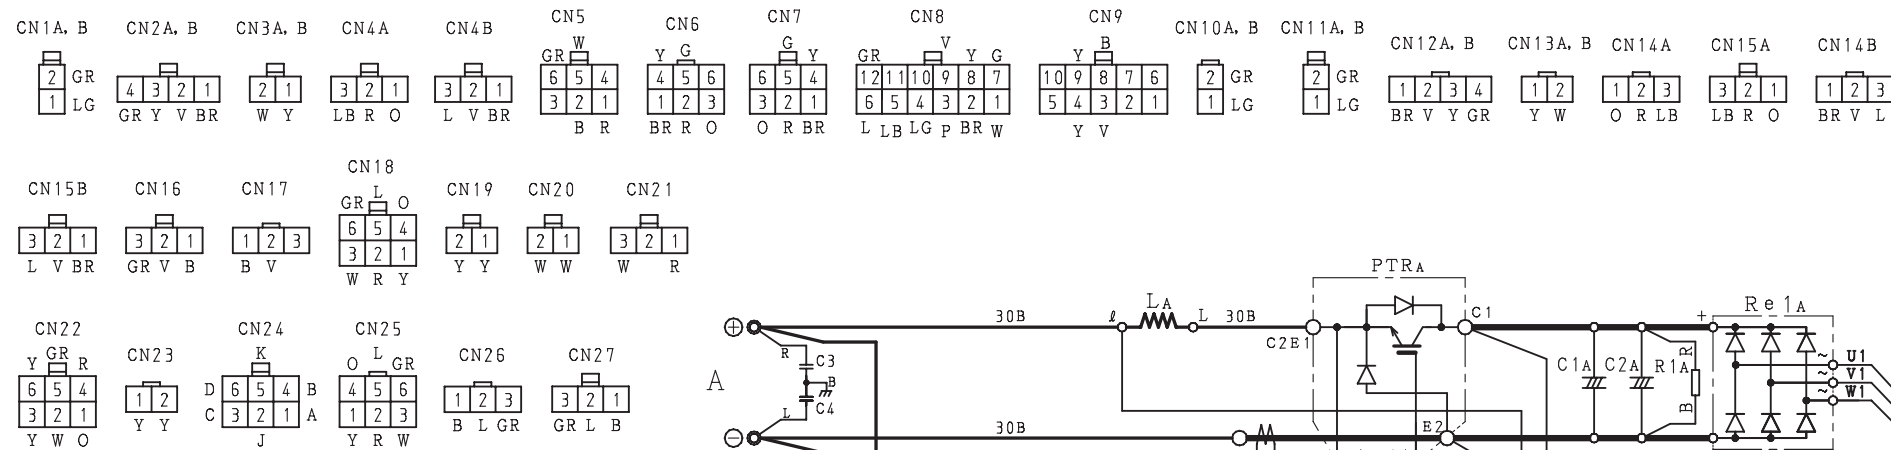 CN1A, B CN2A, B CN3A, B CN4A CN4B CN5 CN6 CN7 CN8 CN9 CN10A, B CN11A, B CN12A, B CN13A, B CN14A CN15A CN14B
W G G V B
GR Y Y GR Y G Y
2 GR 4 3 2 1 2 1 3 2 1 3 2 1 6 5 4 4 5 6 6 5 4 12 11 10 9 8 7 10 9 8 7 6 2 GR 2 GR 1 2 3 4 1 2 1 2 3 3 2 1 1 2 3
1 LG 3 2 1 1 2 3 3 2 1 6 5 4 3 2 1 5 4 3 2 1 1 LG 1 LG
GR Y V BR W Y LB R O L V BR B R BR R O O R BR L LB LG P BR W Y V BR V Y GR Y W O R LB LB R O BR V L
CN15B CN16 CN17 CN18 CN19 CN20 CN21
GR L O
3 2 1 3 2 1 1 2 3 6 5 4 2 1 2 1 3 2 1
3 2 1
L V BR GR V B B V W R Y Y Y W W W R
CN22 CN23 CN24 CN25 CN26 CN27
Y GR R K O L GR
6 5 4 1 2 D 6 5 4 B 4 5 6 1 2 3 3 2 1
3 2 1 C 3 2 1 A 1 2 3
Y W O Y Y J Y R W B L GR GR L B
PTRA
+ 30B ℓ LA L 30B C2E1 C1 + Re1A
R C3 C1A C2A R1A R ~ U1
A B ~ V1
C4 ~ W1
L B
− 30B E2